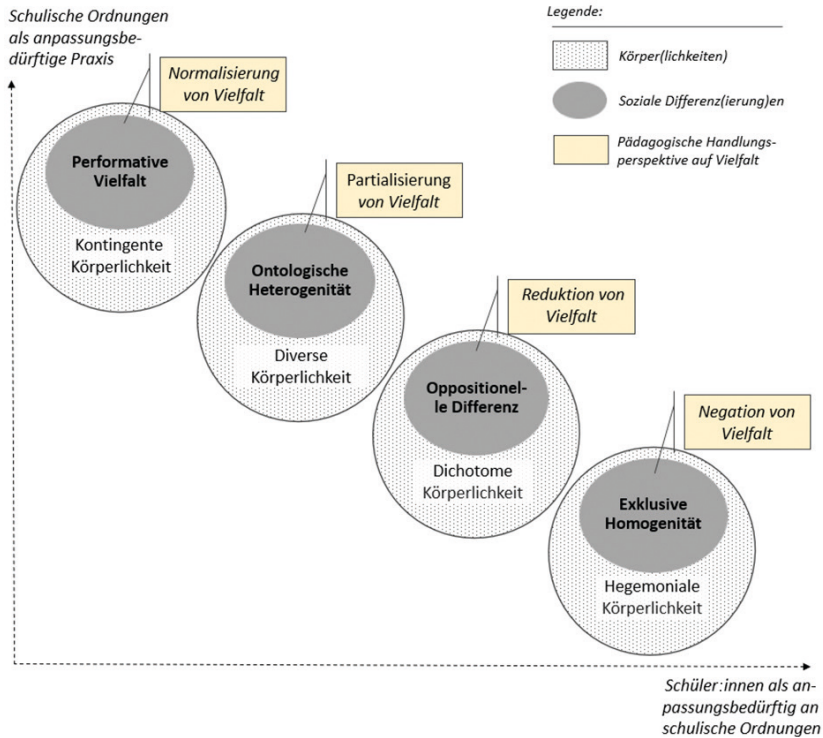 Schulische Ordnungen
als anpassungsbe-
dürftige Praxis
Legende:
Körper(lichkeiten)
Soziale Differenz(ierung)en
Pädagogische Handlungs-
perspektive auf Vielfalt
Normalisierung
von Vielfalt
Performative
Vielfalt
Kontingente
Körperlichkeit
Partialisierung
von Vielfalt
Ontologische
Heterogenität
Diverse
Körperlichkeit
Reduktion von
Vielfalt
Oppositionel-
le Differenz
Dichotome
Körperlichkeit
Negation von
Vielfalt
Exklusive
Homogenität
Hegemoniale
Körperlichkeit
Schüler:innen als an-
passungsbedürftig an
schulische Ordnungen